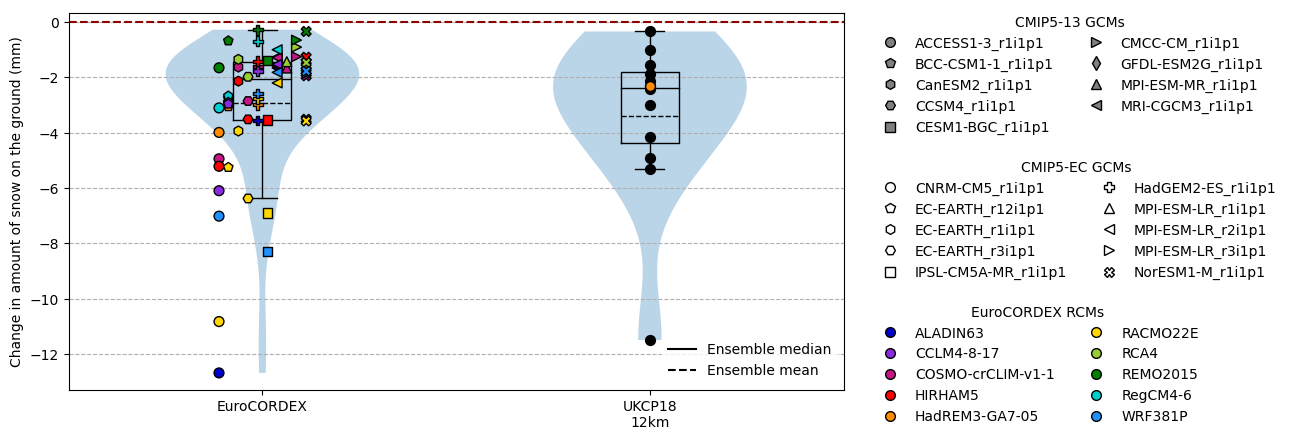 Change in amount of snow on the ground (mm)
0
−2
−4
−6
−8
−10
−12
EuroCORDEX
UKCP18
12km
Ensemble median
Ensemble mean
CMIP5-13 GCMs
ACCESS1-3_r1i1p1
BCC-CSM1-1_r1i1p1
CanESM2_r1i1p1
CCSM4_r1i1p1
CESM1-BGC_r1i1p1
CMCC-CM_r1i1p1
GFDL-ESM2G_r1i1p1
MPI-ESM-MR_r1i1p1
MRI-CGCM3_r1i1p1
CMIP5-EC GCMs
CNRM-CM5_r1i1p1
EC-EARTH_r12i1p1
EC-EARTH_r1i1p1
EC-EARTH_r3i1p1
IPSL-CM5A-MR_r1i1p1
HadGEM2-ES_r1i1p1
MPI-ESM-LR_r1i1p1
MPI-ESM-LR_r2i1p1
MPI-ESM-LR_r3i1p1
NorESM1-M_r1i1p1
EuroCORDEX RCMs
ALADIN63
CCLM4-8-17
COSMO-crCLIM-v1-1
HIRHAM5
HadREM3-GA7-05
RACMO22E
RCA4
REMO2015
RegCM4-6
WRF381P